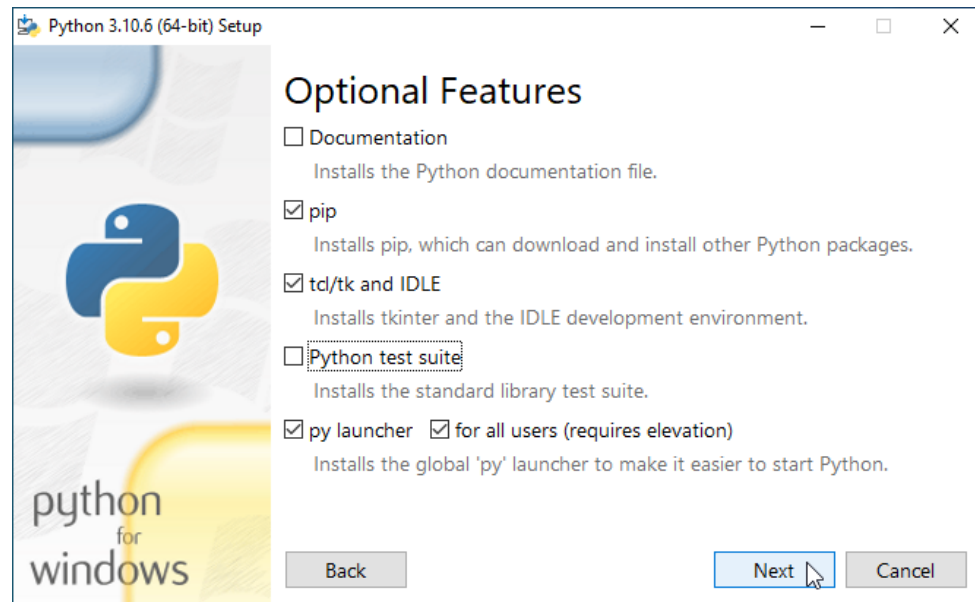 Python 3.10.6 (64-bit) Setup
Optional Features
Documentation
Installs the Python documentation file.
pip
Installs pip, which can download and install other Python packages.
tcl/tk and IDLE
Installs tkinter and the IDLE development environment.
Python test suite
Installs the standard library test suite.
py launcher for all users (requires elevation)
Installs the global 'py' launcher to make it easier to start Python.
python
for
windows
Back Next Cancel